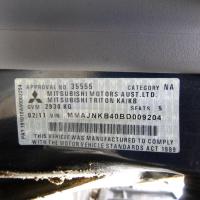 APPROVAL No. 35555 CATEGORY NA
MITSUBISHI MOTORS AUST.LTD.
MITSUBISHI TRITON KA/KB
GVM 2930 KG SEATS 5
02/11 VIN MMAJNKB40BD009204
THIS VEHICLE WAS MANUFACTURED TO COMPLY
WITH THE MOTOR VEHICLE STANDARDS ACT 1989